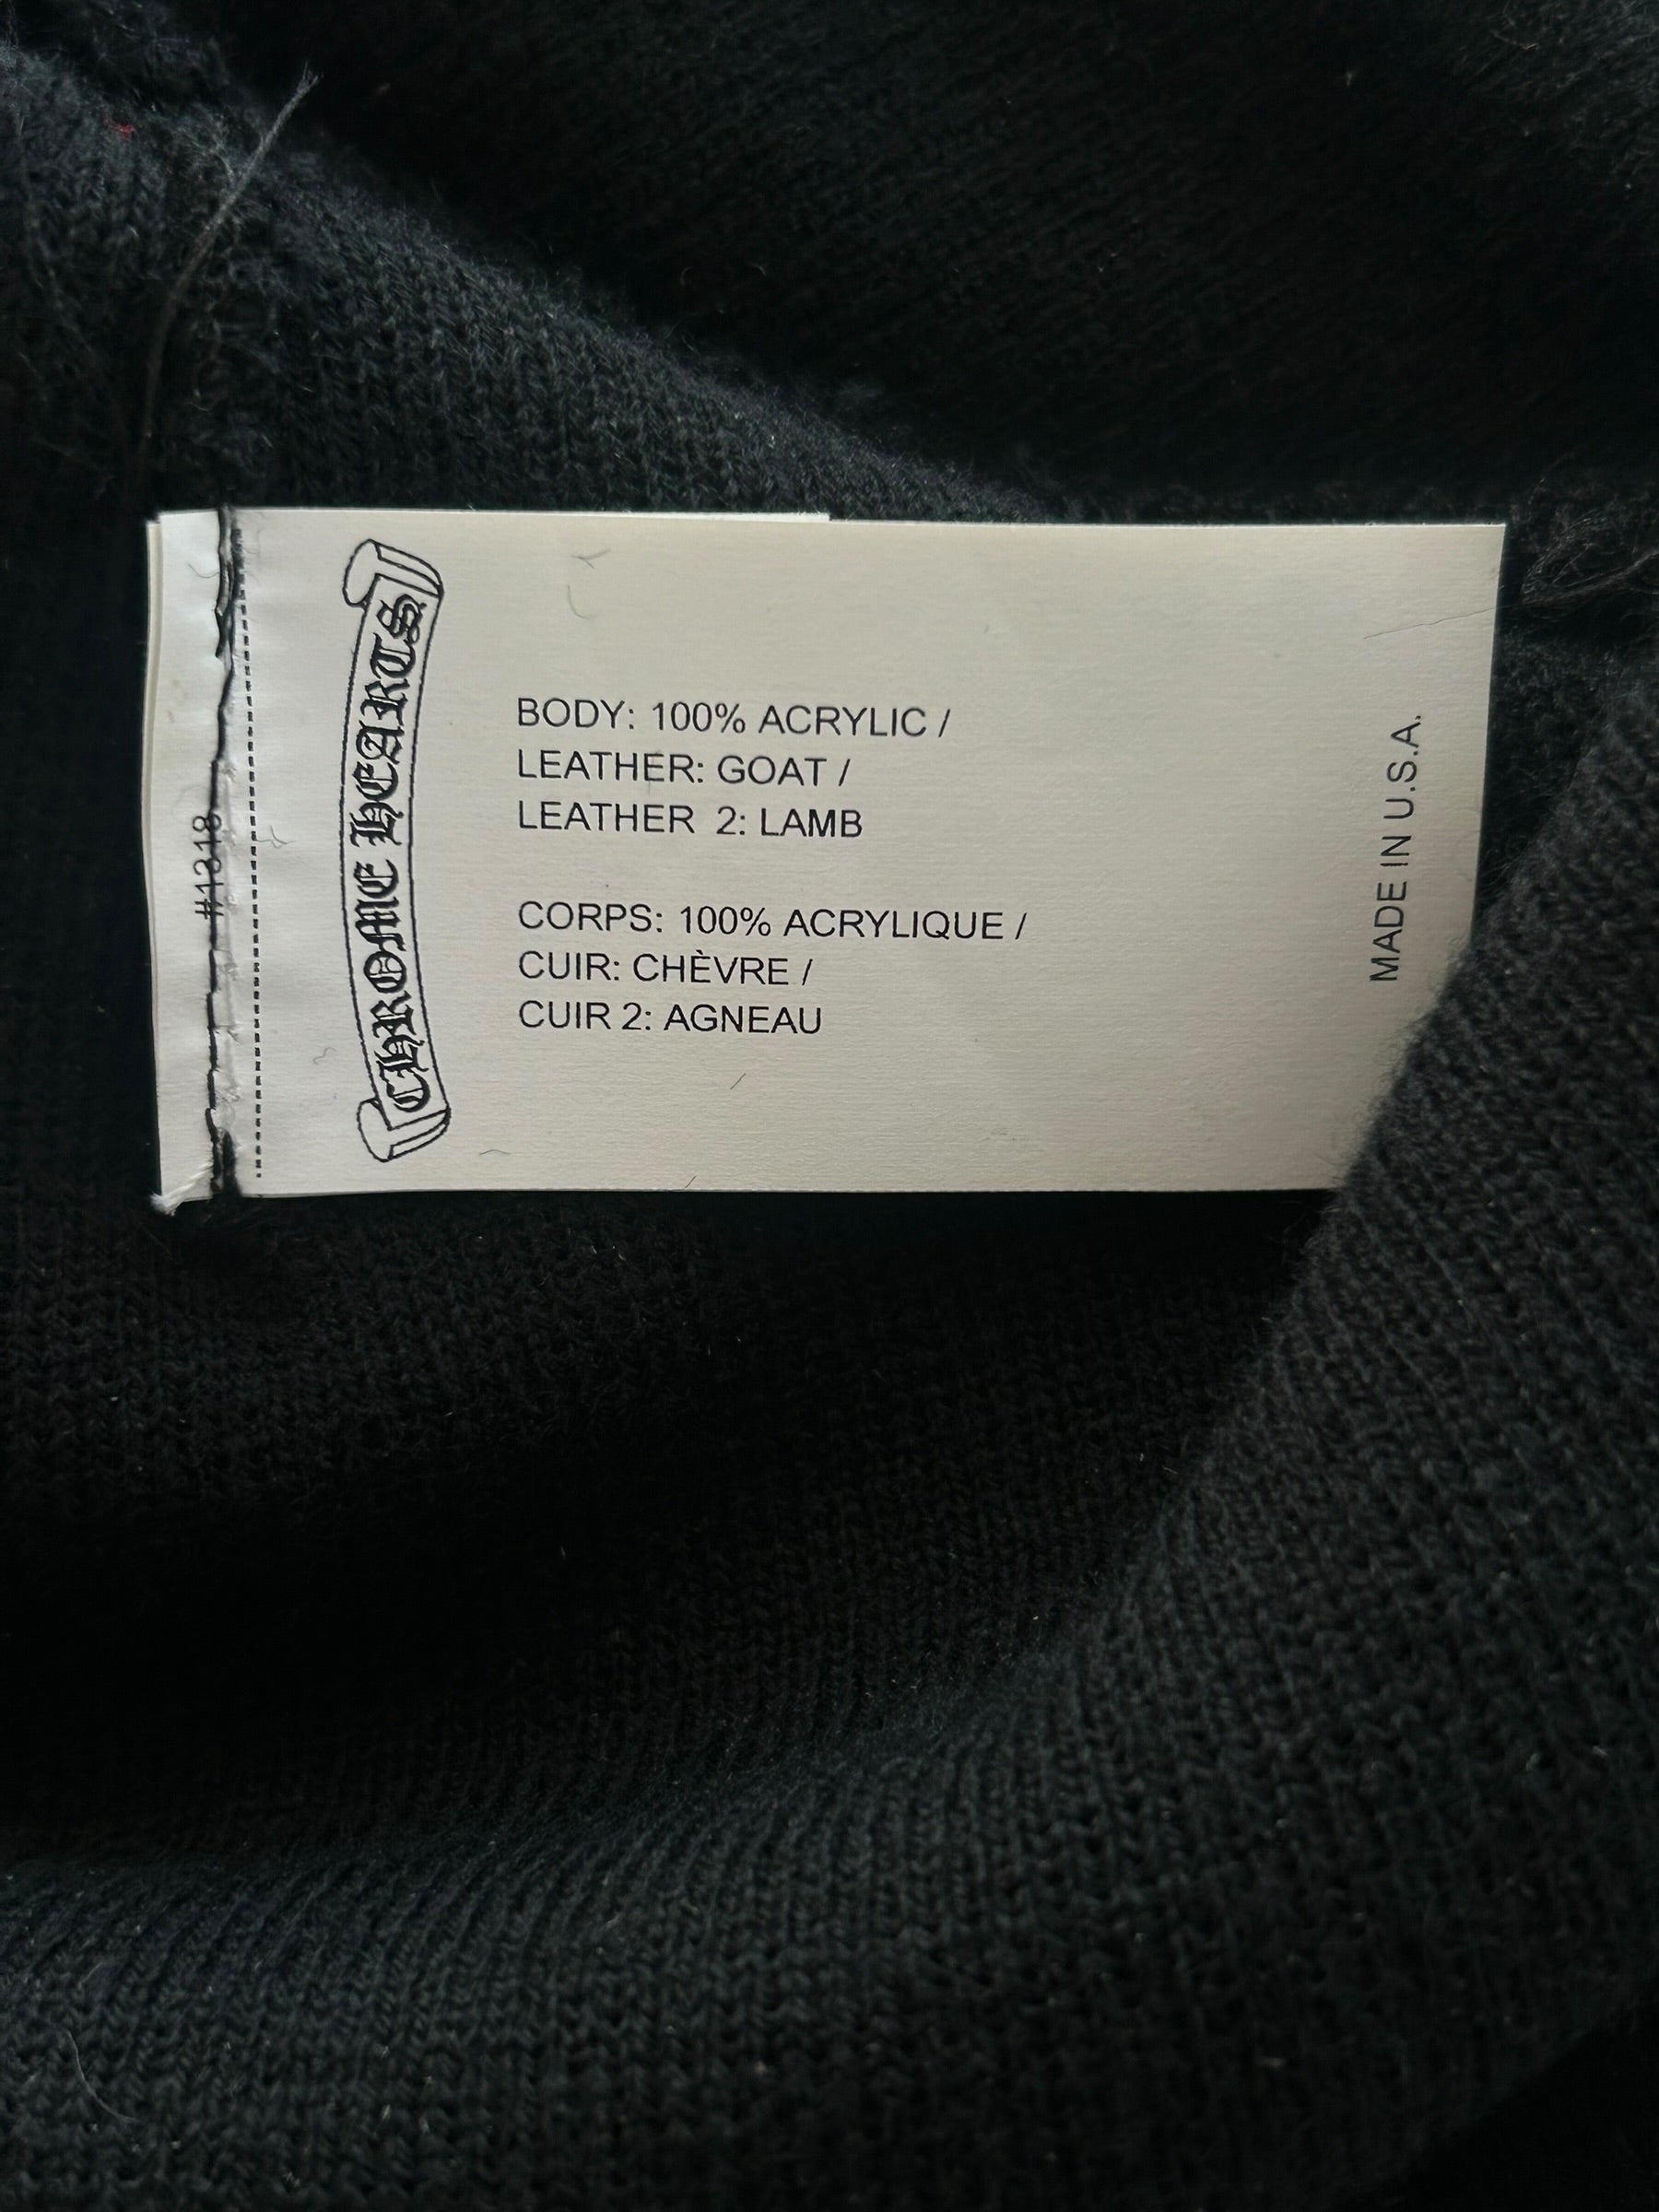 #1318
CHROME HEARTS
BODY: 100% ACRYLIC /
LEATHER: GOAT /
LEATHER 2: LAMB
CORPS: 100% ACRYLIQUE /
CUIR: CHÈVRE /
CUIR 2: AGNEAU
MADE IN U.S.A.